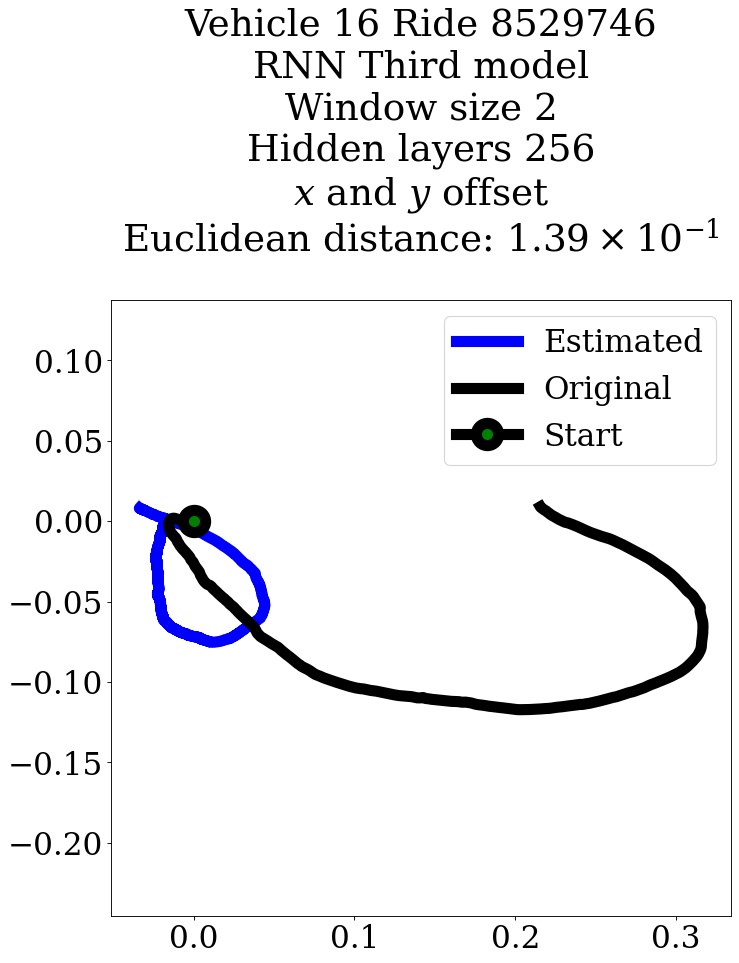 Vehicle 16 Ride 8529746
RNN Third model
Window size 2
Hidden layers 256
x and y offset
Euclidean distance: 1.39 × 10⁻¹
Estimated
Original
Start
0.10
0.05
0.00
−0.05
−0.10
−0.15
−0.20
0.0 0.1 0.2 0.3